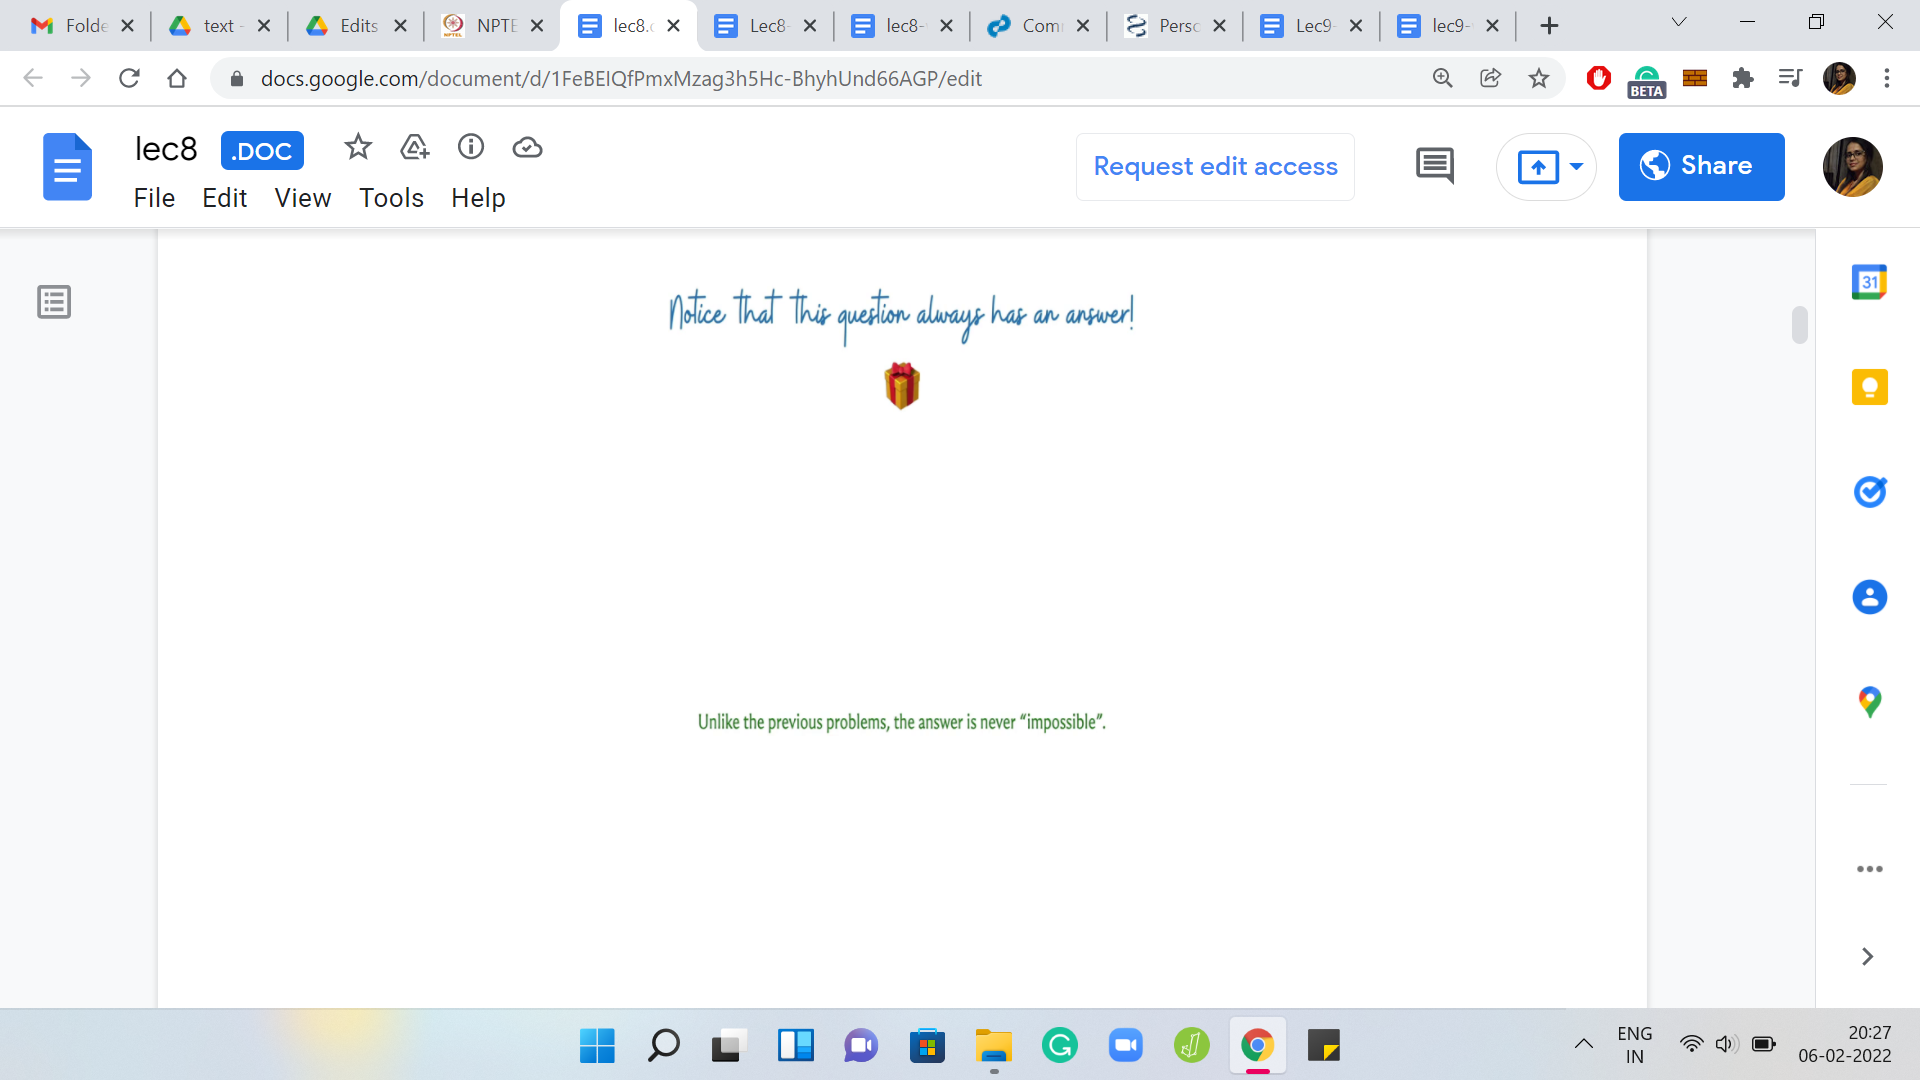 Folde
text -
Edits
NPTE
lec8.
Lec8-
lec8-
Com
Perso
Lec9-
lec9-
docs.google.com/document/d/1FeBEIQfPmxMzag3h5Hc-BhyhUnd66AGP/edit
BETA
lec8 .DOC
Request edit access
Share
File Edit View Tools Help
31
Notice that this question always has an answer!
Unlike the previous problems, the answer is never “impossible”.
ENG
IN
20:27
06-02-2022